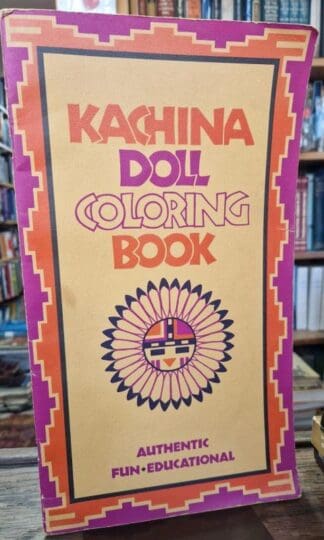 KACHINA
DOLL
COLORING
BOOK
AUTHENTIC
FUN•EDUCATIONAL